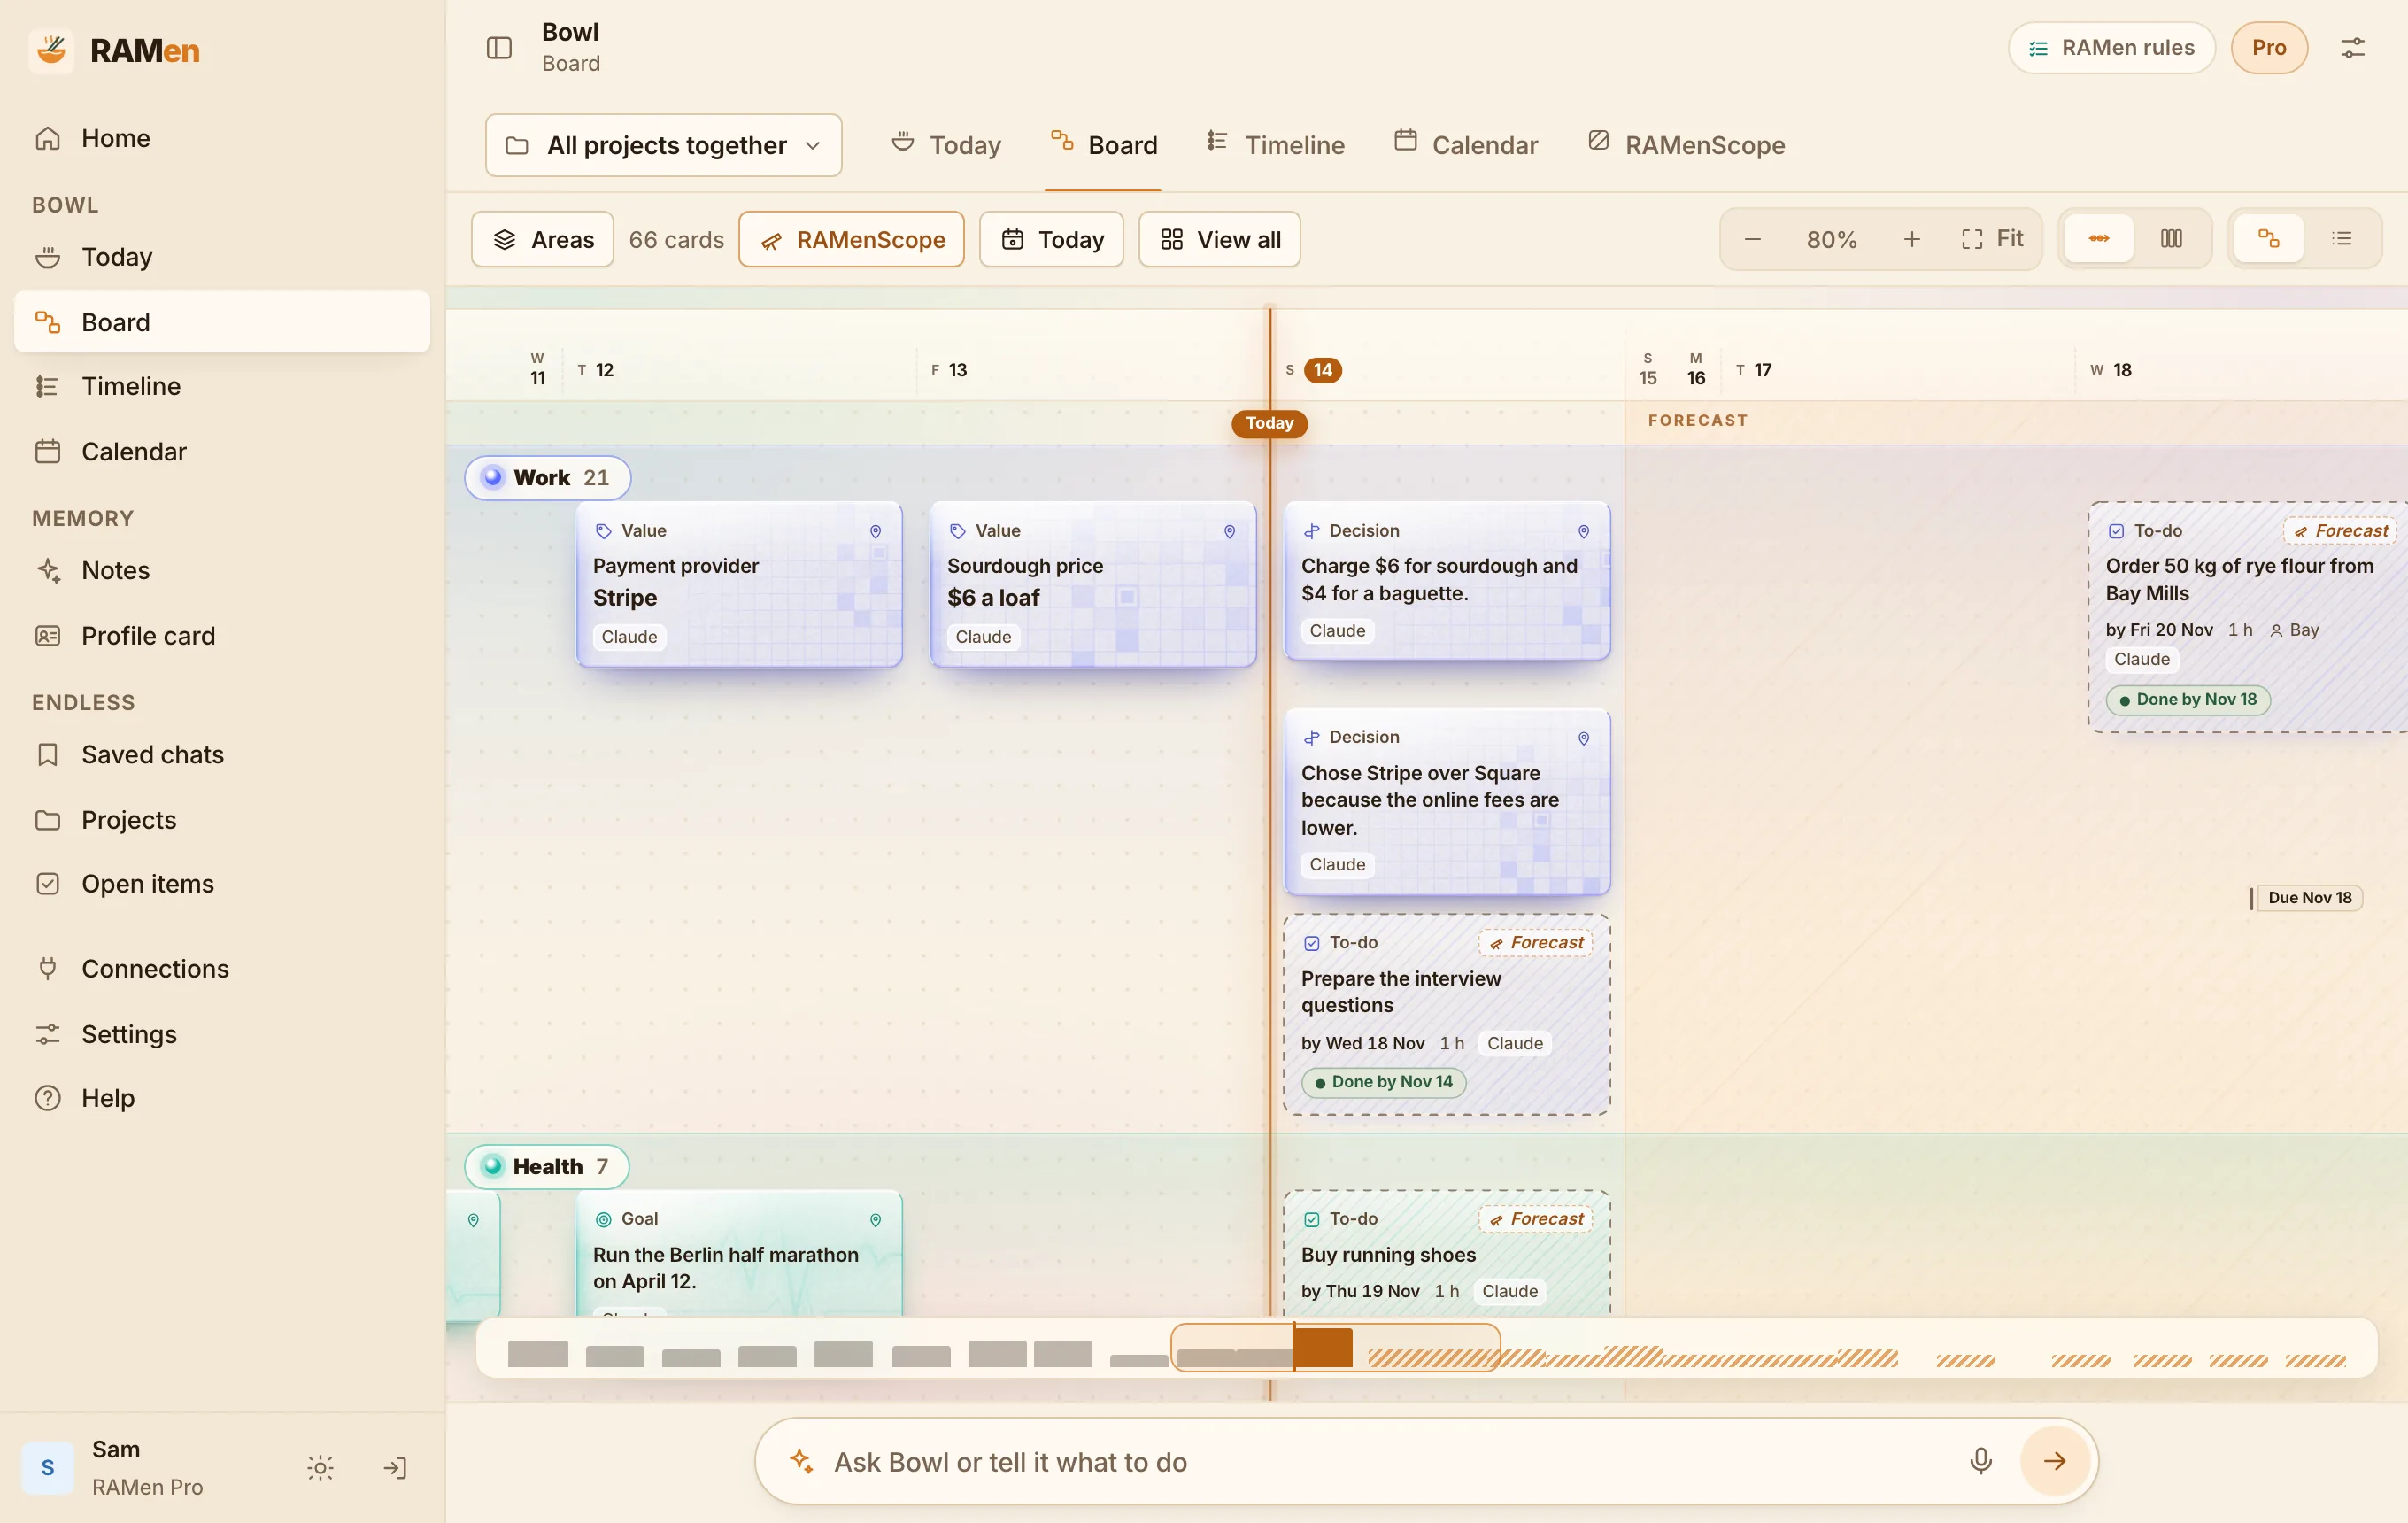 RAMen
Home
BOWL
Today
Board
Timeline
Calendar
MEMORY
Notes
Profile card
ENDLESS
Saved chats
Projects
Open items
Connections
Settings
Help
S
Sam
RAMen Pro
Bowl
Board
RAMen rules
Pro
All projects together
Today
Board
Timeline
Calendar
RAMenScope
Areas
66 cards
RAMenScope
Today
View all
80%
Fit
W 11
T 12
F 13
S 14
S 15
M 16
T 17
W 18
Today
FORECAST
Work 21
Value
Payment provider
Stripe
Claude
Value
Sourdough price
$6 a loaf
Claude
Decision
Charge $6 for sourdough and
$4 for a baguette.
Claude
Decision
Chose Stripe over Square
because the online fees are
lower.
Claude
To-do
Forecast
Prepare the interview
questions
by Wed 18 Nov 1 h Claude
Done by Nov 14
To-do
Forecast
Order 50 kg of rye flour from
Bay Mills
by Fri 20 Nov 1 h Bay
Claude
Done by Nov 18
Due Nov 18
Health 7
Goal
Run the Berlin half marathon
on April 12.
To-do
Forecast
Buy running shoes
by Thu 19 Nov 1 h Claude
Ask Bowl or tell it what to do